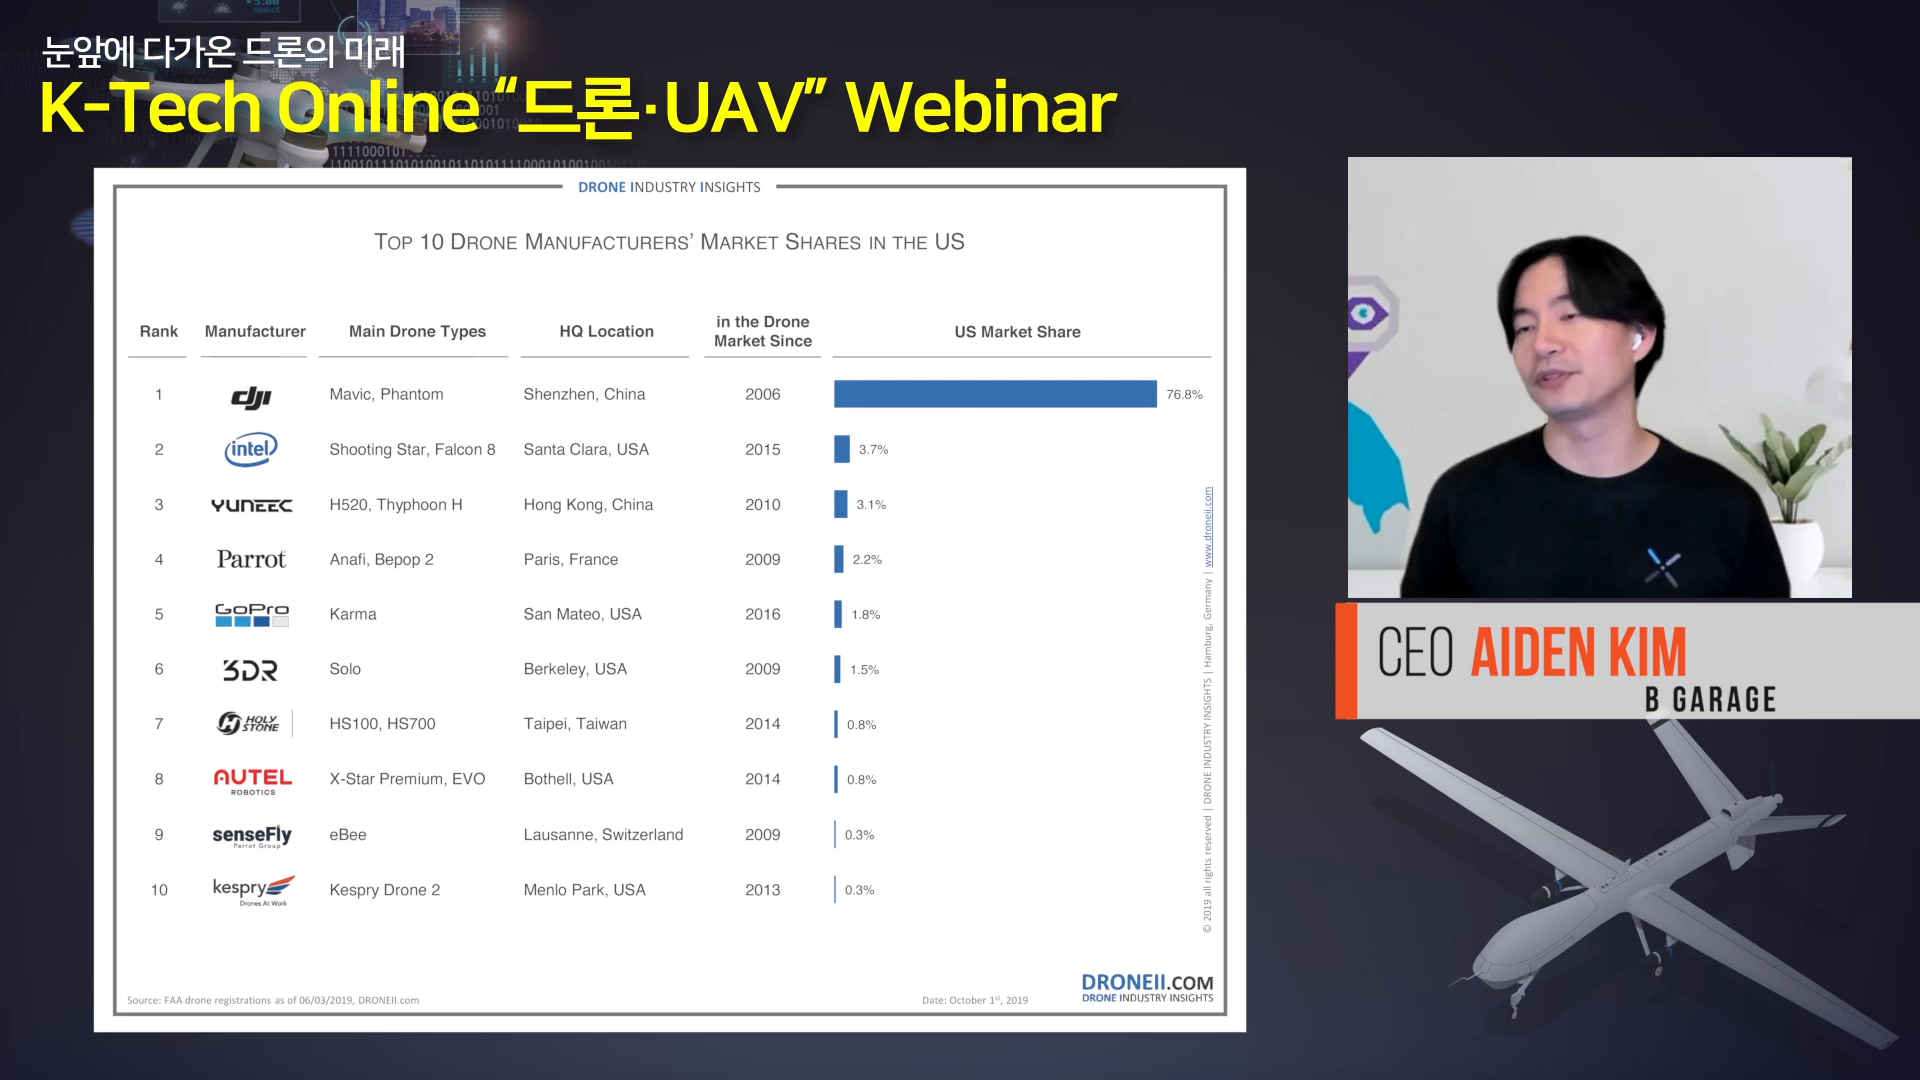 눈앞에 다가온 드론의 미래
K-Tech Online “드론·UAV” Webinar
DRONE INDUSTRY INSIGHTS
TOP 10 DRONE MANUFACTURERS’ MARKET SHARES IN THE US
Rank Manufacturer Main Drone Types HQ Location in the Drone Market Since US Market Share
1 dji Mavic, Phantom Shenzhen, China 2006 76.8%
2 intel Shooting Star, Falcon 8 Santa Clara, USA 2015 3.7%
3 YUNEEC H520, Thyphoon H Hong Kong, China 2010 3.1%
4 Parrot Anafi, Bepop 2 Paris, France 2009 2.2%
5 GoPro Karma San Mateo, USA 2016 1.8%
6 3DR Solo Berkeley, USA 2009 1.5%
7 HOLY STONE HS100, HS700 Taipei, Taiwan 2014 0.8%
8 AUTEL ROBOTICS X-Star Premium, EVO Bothell, USA 2014 0.8%
9 senseFly Parrot Group eBee Lausanne, Switzerland 2009 0.3%
10 kespry Drones At Work Kespry Drone 2 Menlo Park, USA 2013 0.3%
© 2019 all rights reserved | DRONE INDUSTRY INSIGHTS | Hamburg, Germany | www.droneii.com
Source: FAA drone registrations as of 06/03/2019, DRONEII.com
Date: October 1st, 2019
DRONEII.COM
DRONE INDUSTRY INSIGHTS
CEO AIDEN KIM
B GARAGE